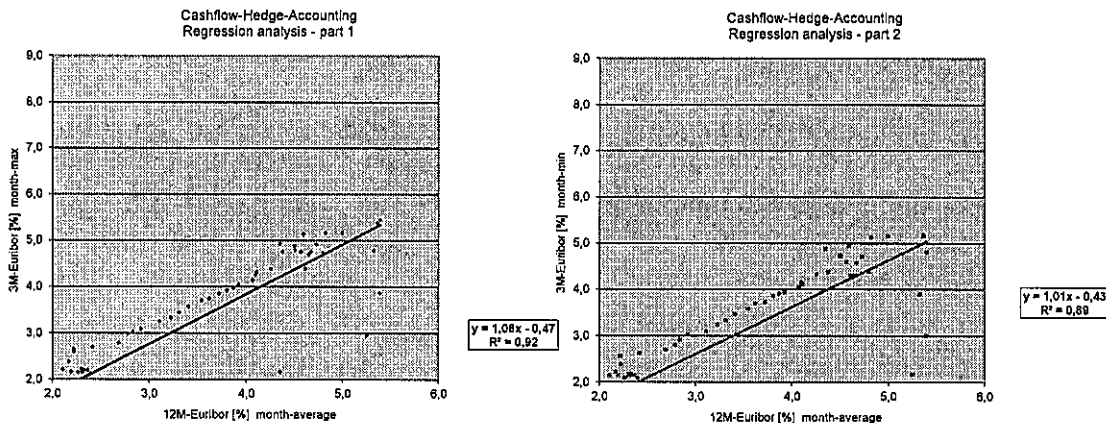 Cashflow-Hedge-Accounting
Regression analysis - part 1
9,0
8,0
7,0
6,0
5,0
4,0
3,0
2,0
3M-Euribor [%] month-max
2,0 3,0 4,0 5,0 6,0
12M-Euribor [%] month-average
y = 1,08x - 0,47
R² = 0,92
Cashflow-Hedge-Accounting
Regression analysis - part 2
9,0
8,0
7,0
6,0
5,0
4,0
3,0
2,0
3M-Euribor [%] month-min
2,0 3,0 4,0 5,0 6,0
12M-Euribor [%] month-average
y = 1,01x - 0,43
R² = 0,89